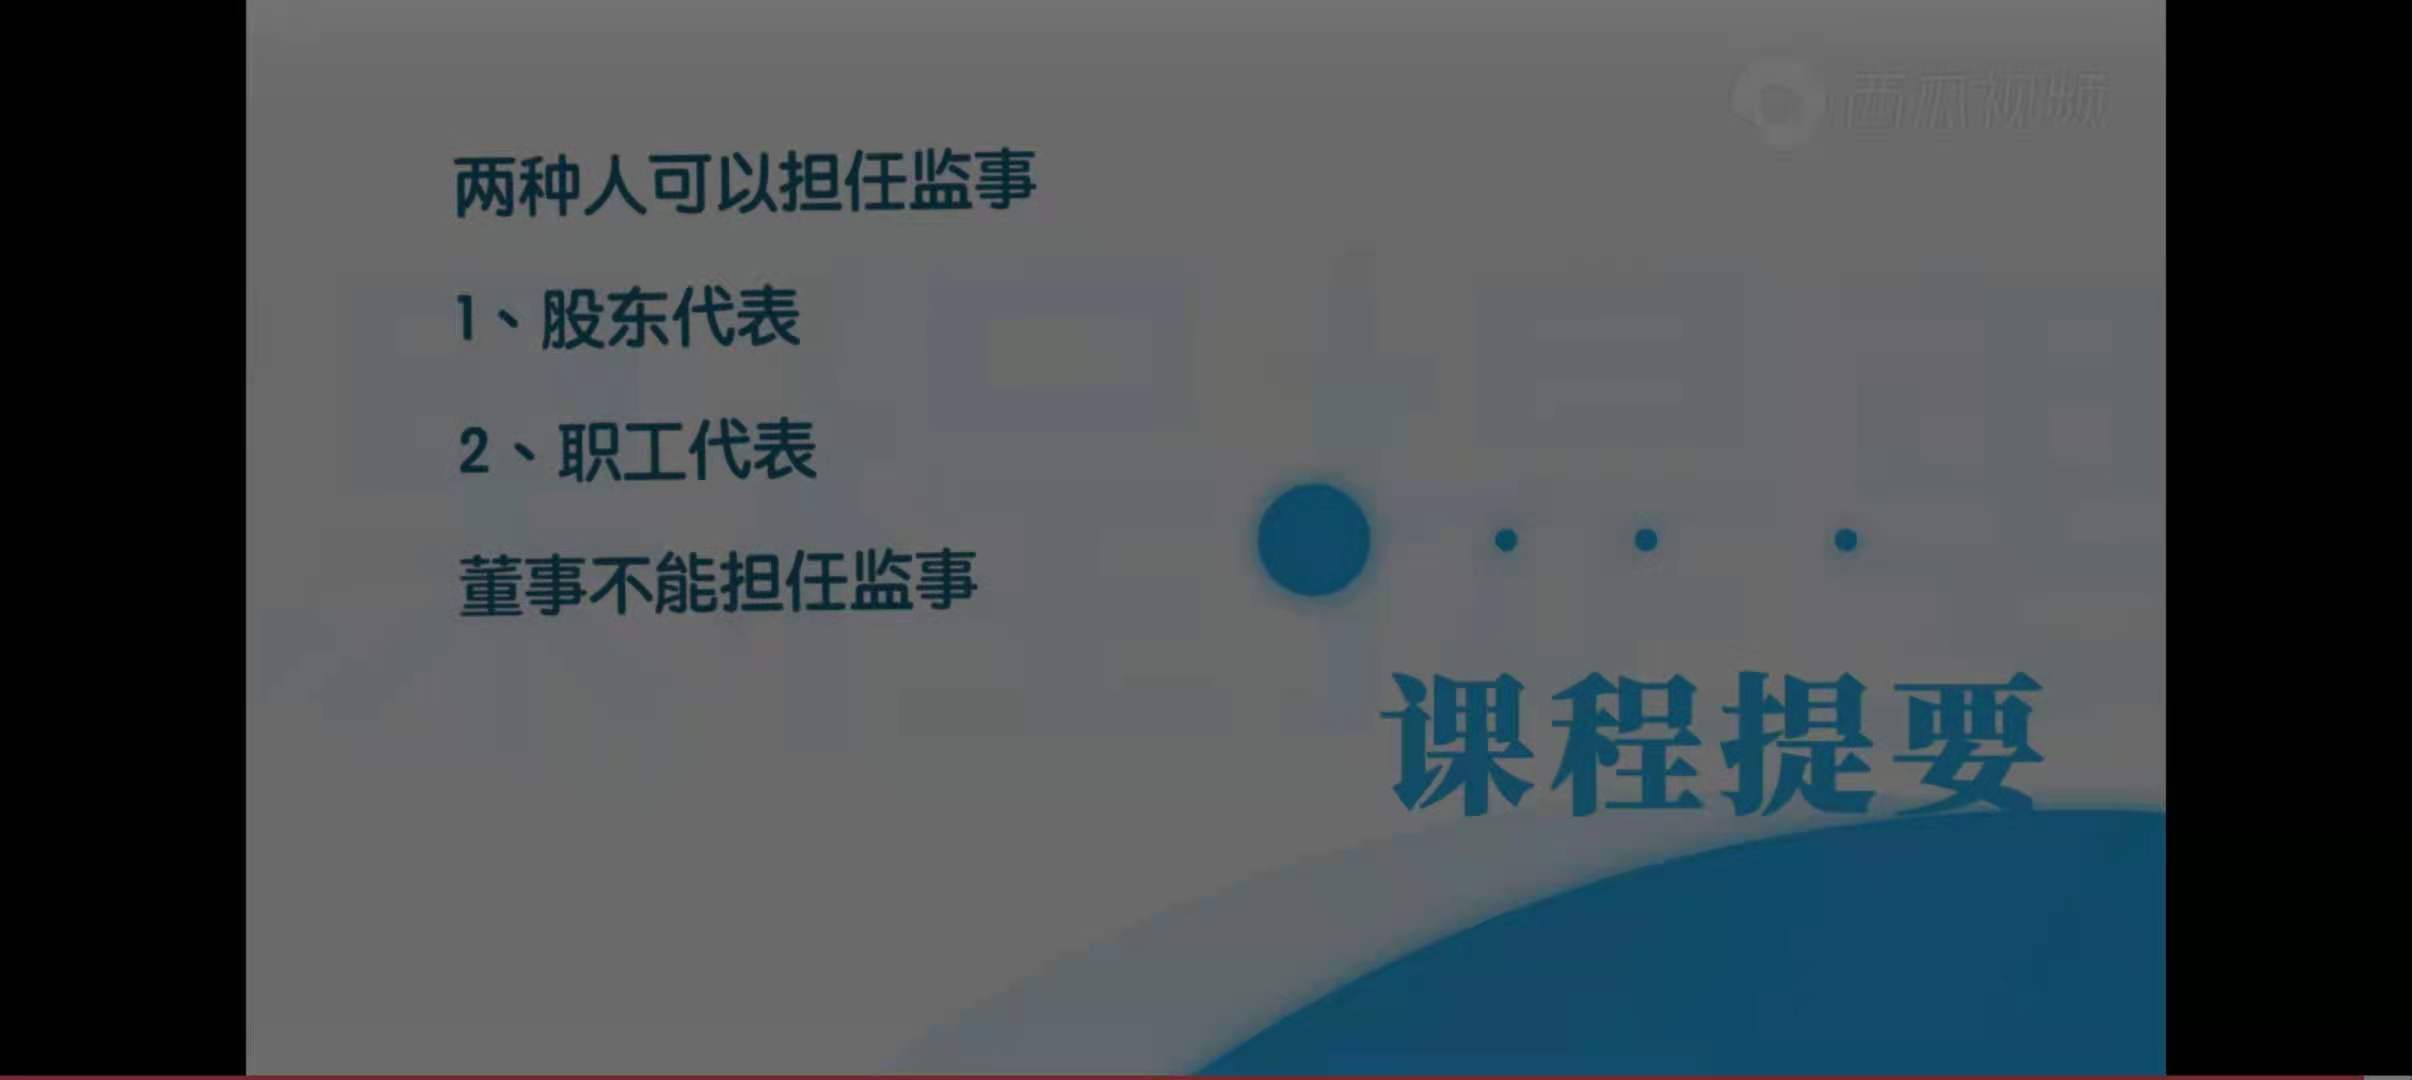 西瓜视频
两种人可以担任监事
1、股东代表
2、职工代表
董事不能担任监事
课程提要